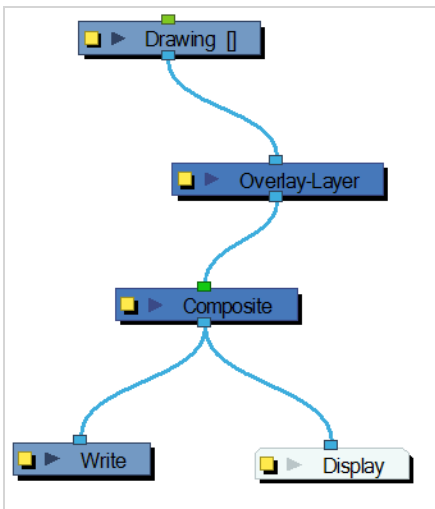 Drawing []
Overlay-Layer
Composite
Write
Display